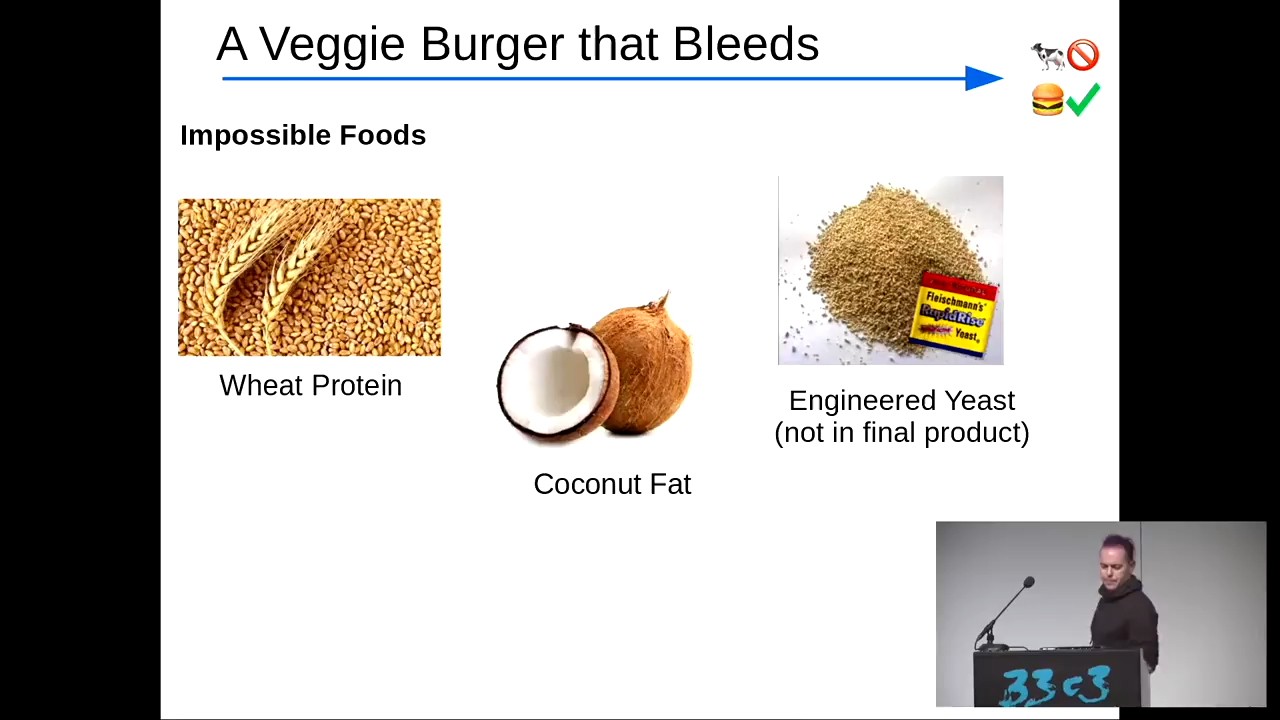 A Veggie Burger that Bleeds
Impossible Foods
Wheat Protein
Coconut Fat
Fleischmann's
RapidRise
Yeast
Engineered Yeast
(not in final product)
33c3